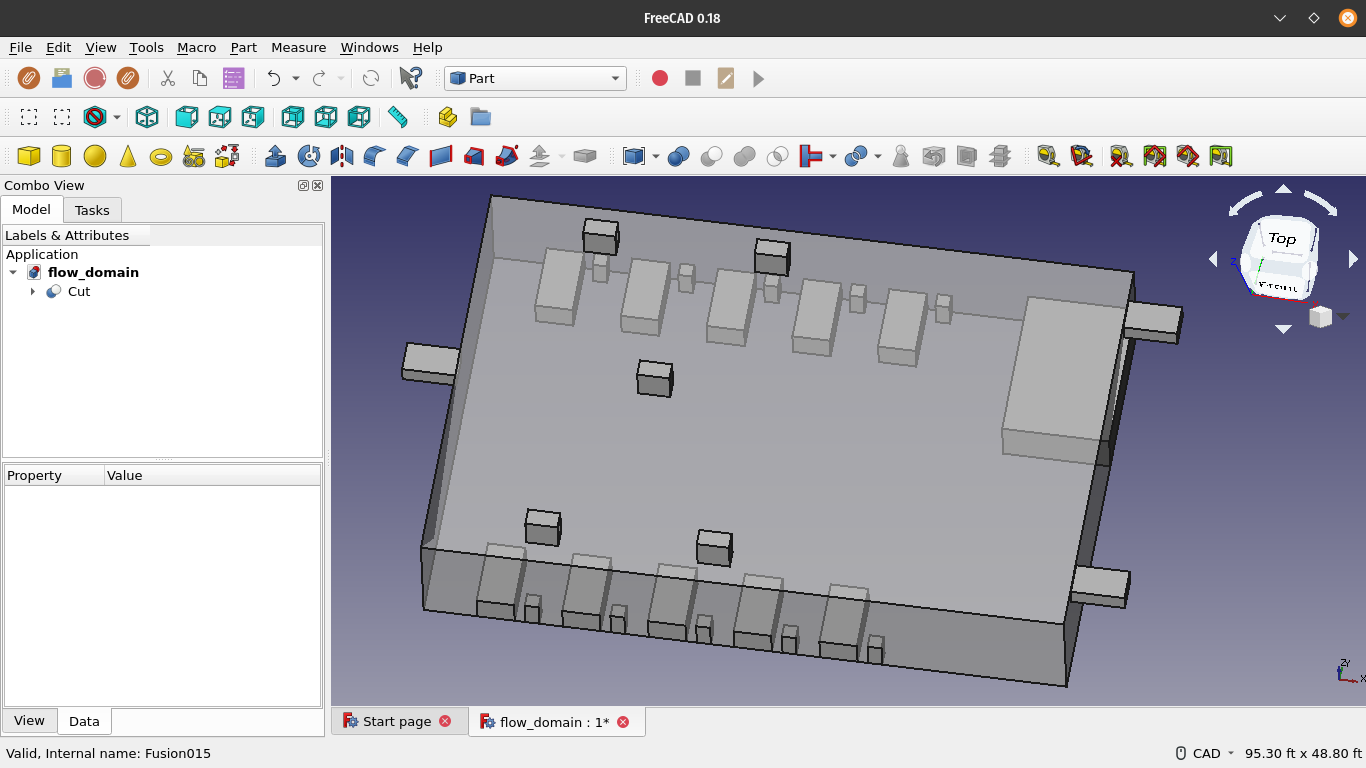 FreeCAD 0.18
File Edit View Tools Macro Part Measure Windows Help
Part
Combo View
Model Tasks
Labels & Attributes
Application
flow_domain
Cut
Property Value
View Data
Top
Front
Z
Start page
flow_domain : 1*
Z Y
X
Valid, Internal name: Fusion015
CAD 95.30 ft x 48.80 ft